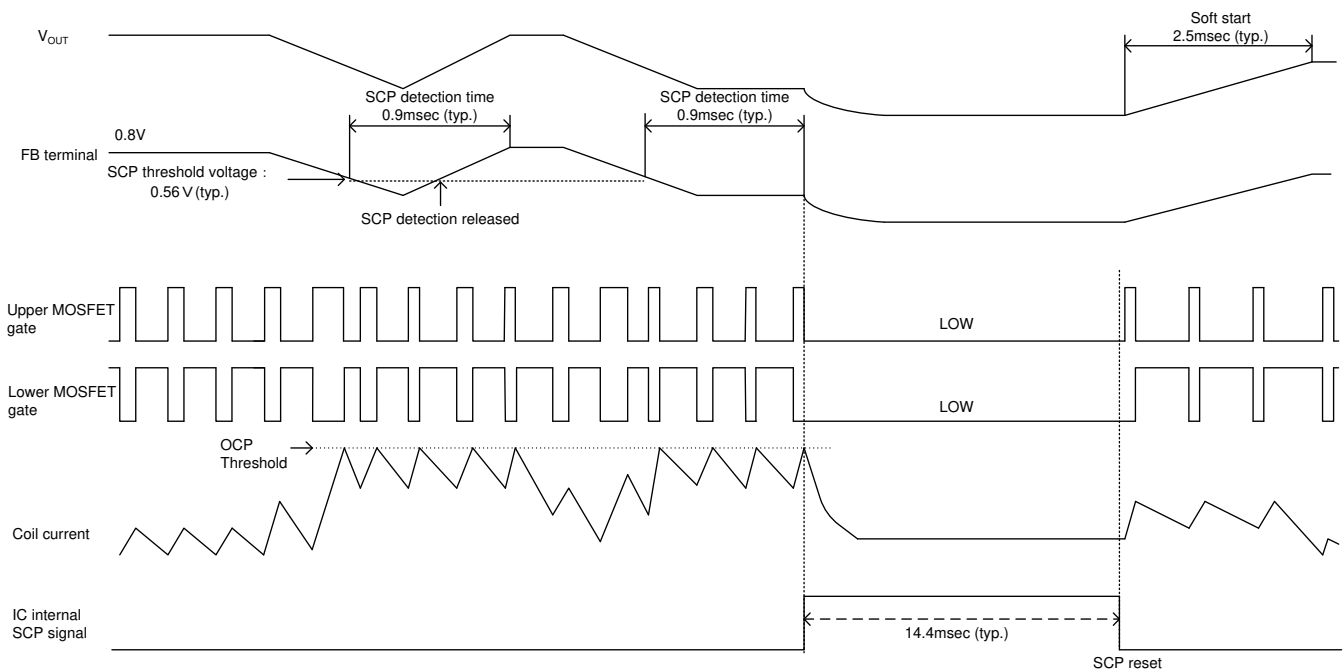 Soft start
2.5msec (typ.)
VOUT
SCP detection time
0.9msec (typ.)
SCP detection time
0.9msec (typ.)
0.8V
FB terminal
SCP threshold voltage :
0.56 V (typ.)
SCP detection released
Upper MOSFET
gate
LOW
Lower MOSFET
gate
LOW
OCP
Threshold
Coil current
IC internal
SCP signal
14.4msec (typ.)
SCP reset